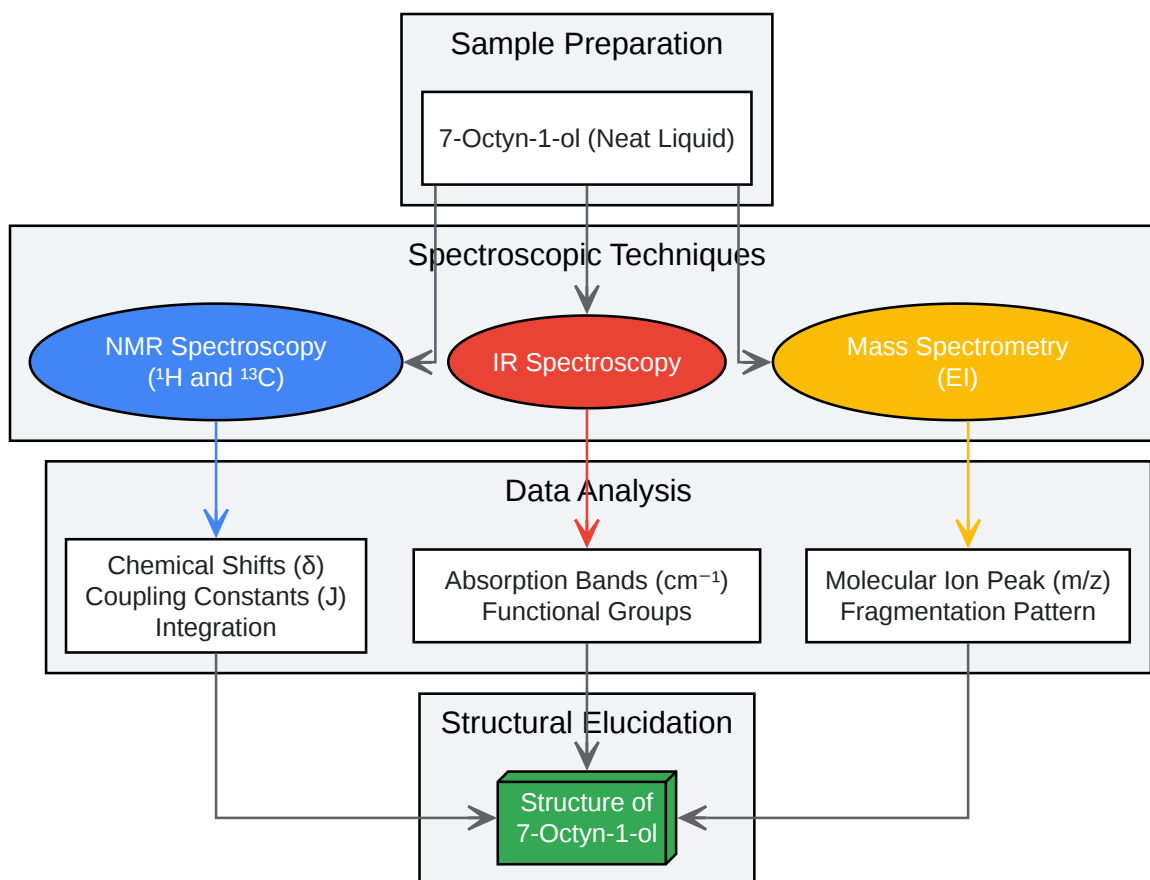 Sample Preparation
7-Octyn-1-ol (Neat Liquid)
Spectroscopic Techniques
NMR Spectroscopy
(¹H and ¹³C)
IR Spectroscopy
Mass Spectrometry
(EI)
Data Analysis
Chemical Shifts (δ)
Coupling Constants (J)
Integration
Absorption Bands (cm⁻¹)
Functional Groups
Molecular Ion Peak (m/z)
Fragmentation Pattern
Structural Elucidation
Structure of
7-Octyn-1-ol